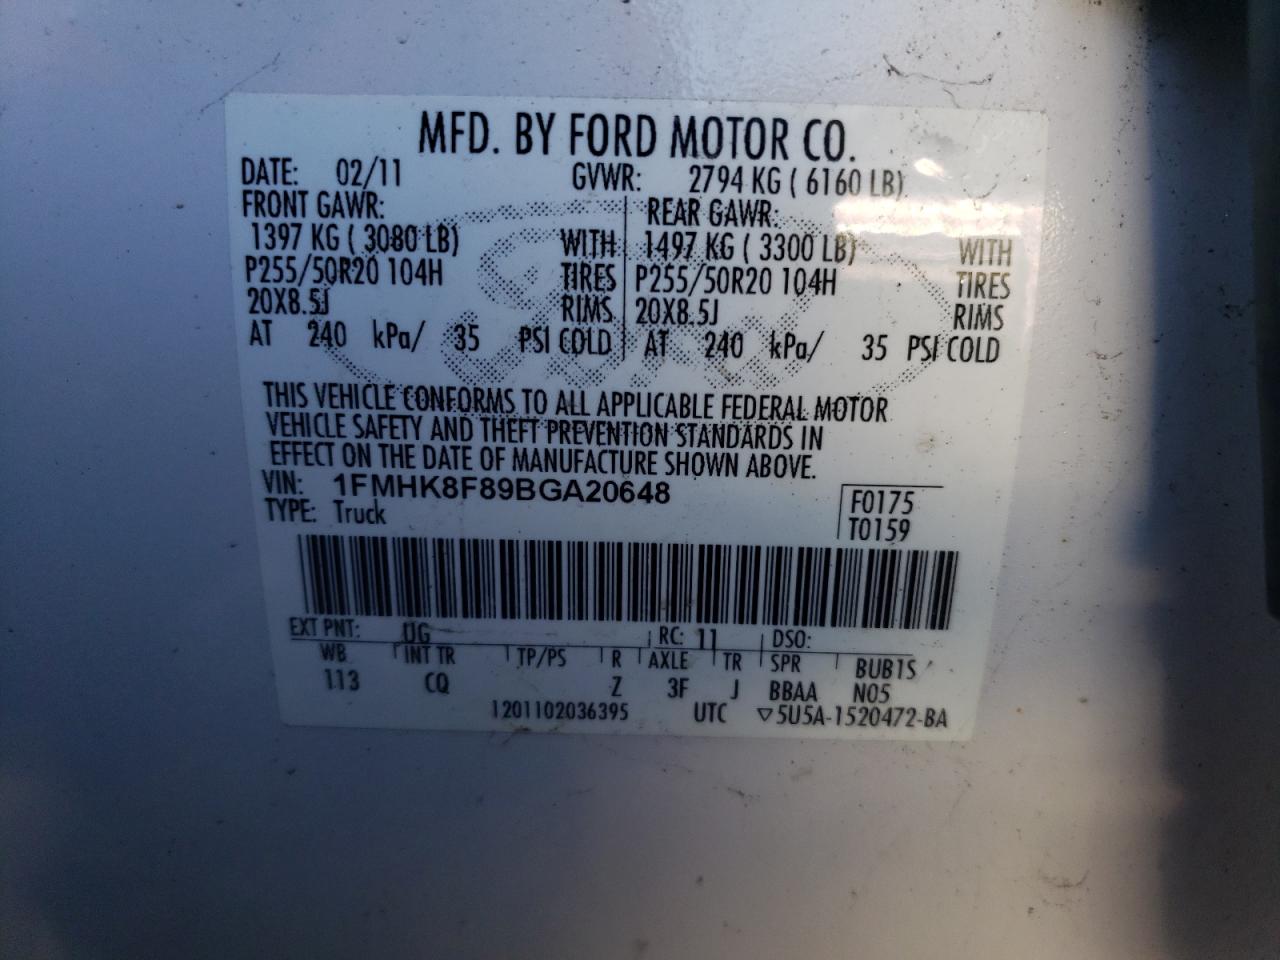 MFD. BY FORD MOTOR CO.
DATE: 02/11 GVWR: 2794 KG ( 6160 LB)
FRONT GAWR: REAR GAWR:
1397 KG ( 3080 LB) WITH 1497 KG ( 3300 LB) WITH
P255/50R20 104H TIRES P255/50R20 104H TIRES
20X8.5J RIMS 20X8.5J RIMS
AT 240 kPa/ 35 PSI COLD AT 240 kPa/ 35 PSI COLD
THIS VEHICLE CONFORMS TO ALL APPLICABLE FEDERAL MOTOR
VEHICLE SAFETY AND THEFT PREVENTION STANDARDS IN
EFFECT ON THE DATE OF MANUFACTURE SHOWN ABOVE.
VIN: 1FMHK8F89BGA20648 F0175
TYPE: Truck T0159
EXT PNT: UG RC: 11 DSO:
WB INT TR TP/PS R AXLE TR SPR BUB1S
113 CQ Z 3F J BBAA N05
1201102036395 UTC ▽5U5A-1520472-BA